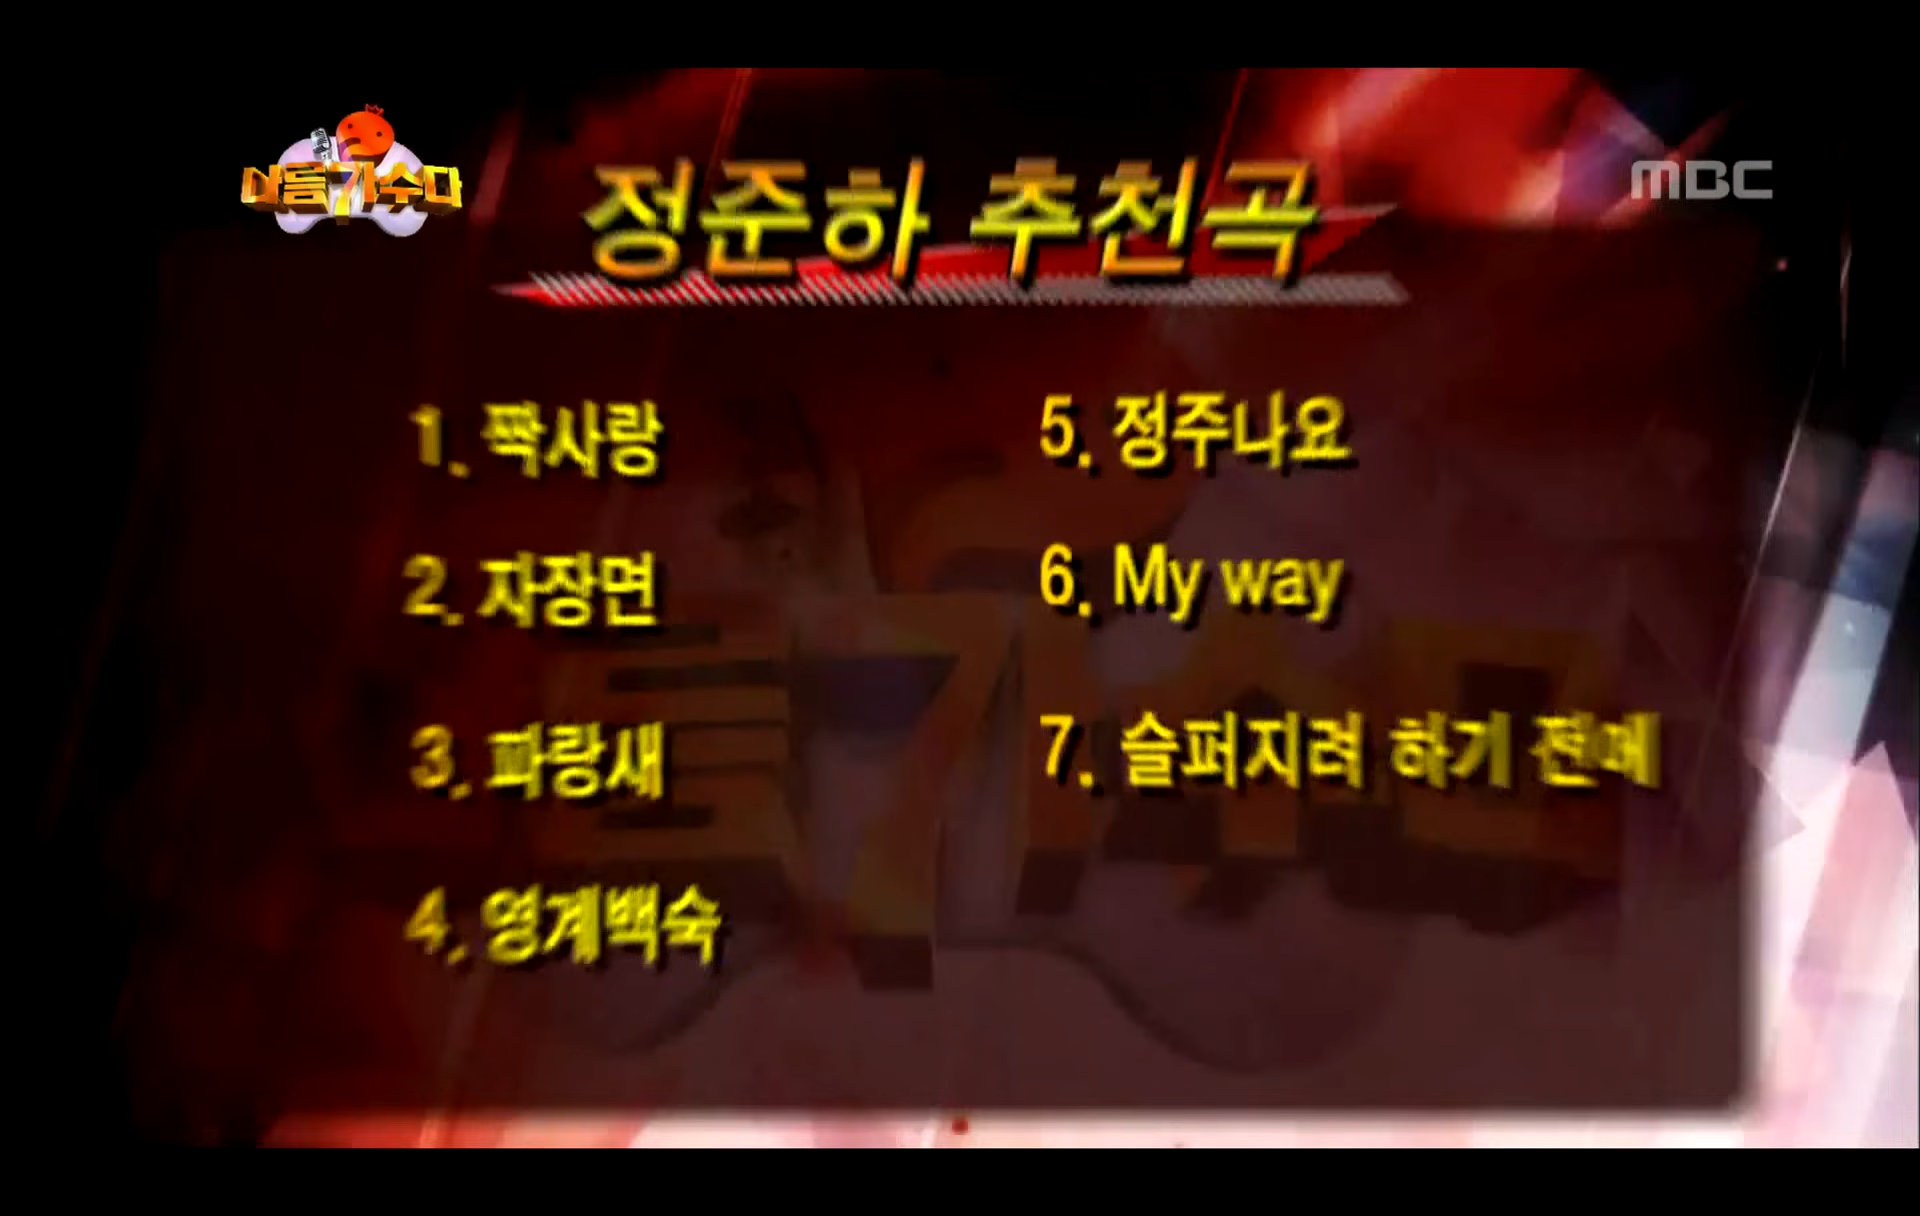 나름가수다
MBC
정준하 추천곡
1. 짝사랑
2. 자장면
3. 파랑새
4. 영계백숙
5. 정주나요
6. My way
7. 슬퍼지려 하기 전에